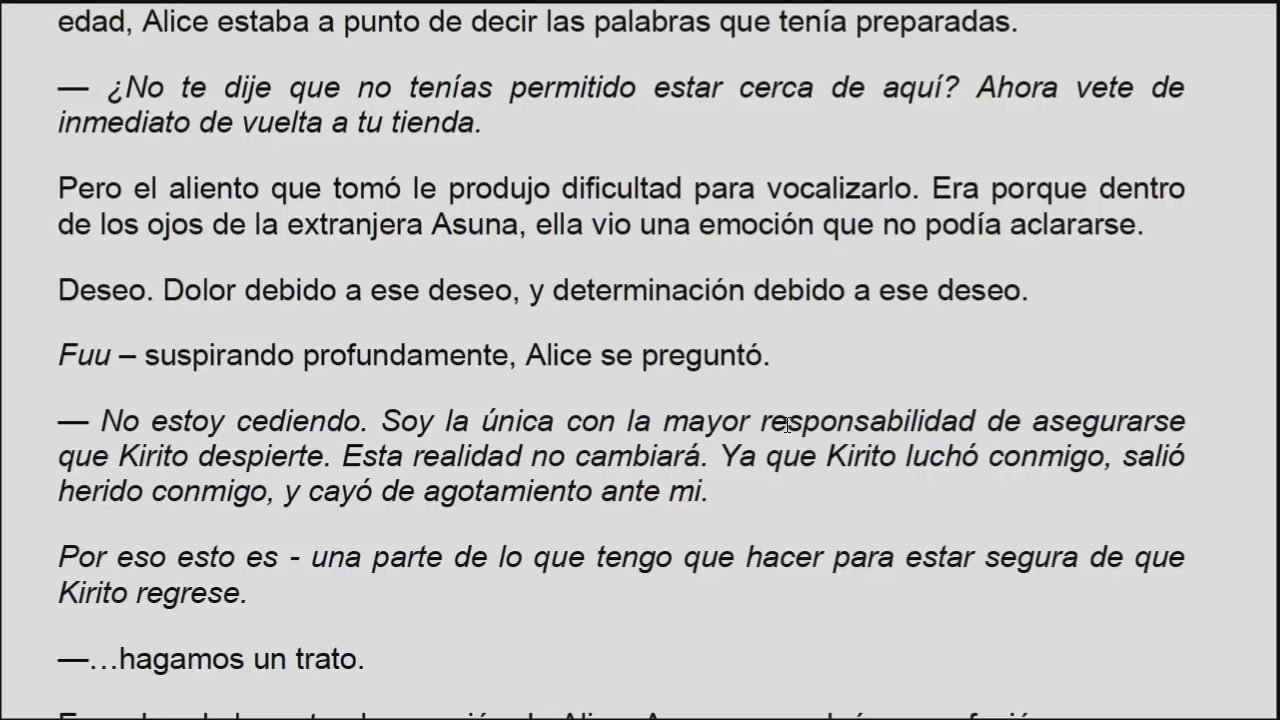 edad, Alice estaba a punto de decir las palabras que tenía preparadas.
— ¿No te dije que no tenías permitido estar cerca de aquí? Ahora vete de
inmediato de vuelta a tu tienda.
Pero el aliento que tomó le produjo dificultad para vocalizarlo. Era porque dentro
de los ojos de la extranjera Asuna, ella vio una emoción que no podía aclararse.
Deseo. Dolor debido a ese deseo, y determinación debido a ese deseo.
Fuu – suspirando profundamente, Alice se preguntó.
— No estoy cediendo. Soy la única con la mayor responsabilidad de asegurarse
que Kirito despierte. Esta realidad no cambiará. Ya que Kirito luchó conmigo, salió
herido conmigo, y cayó de agotamiento ante mi.
Por eso esto es - una parte de lo que tengo que hacer para estar segura de que
Kirito regrese.
—…hagamos un trato.